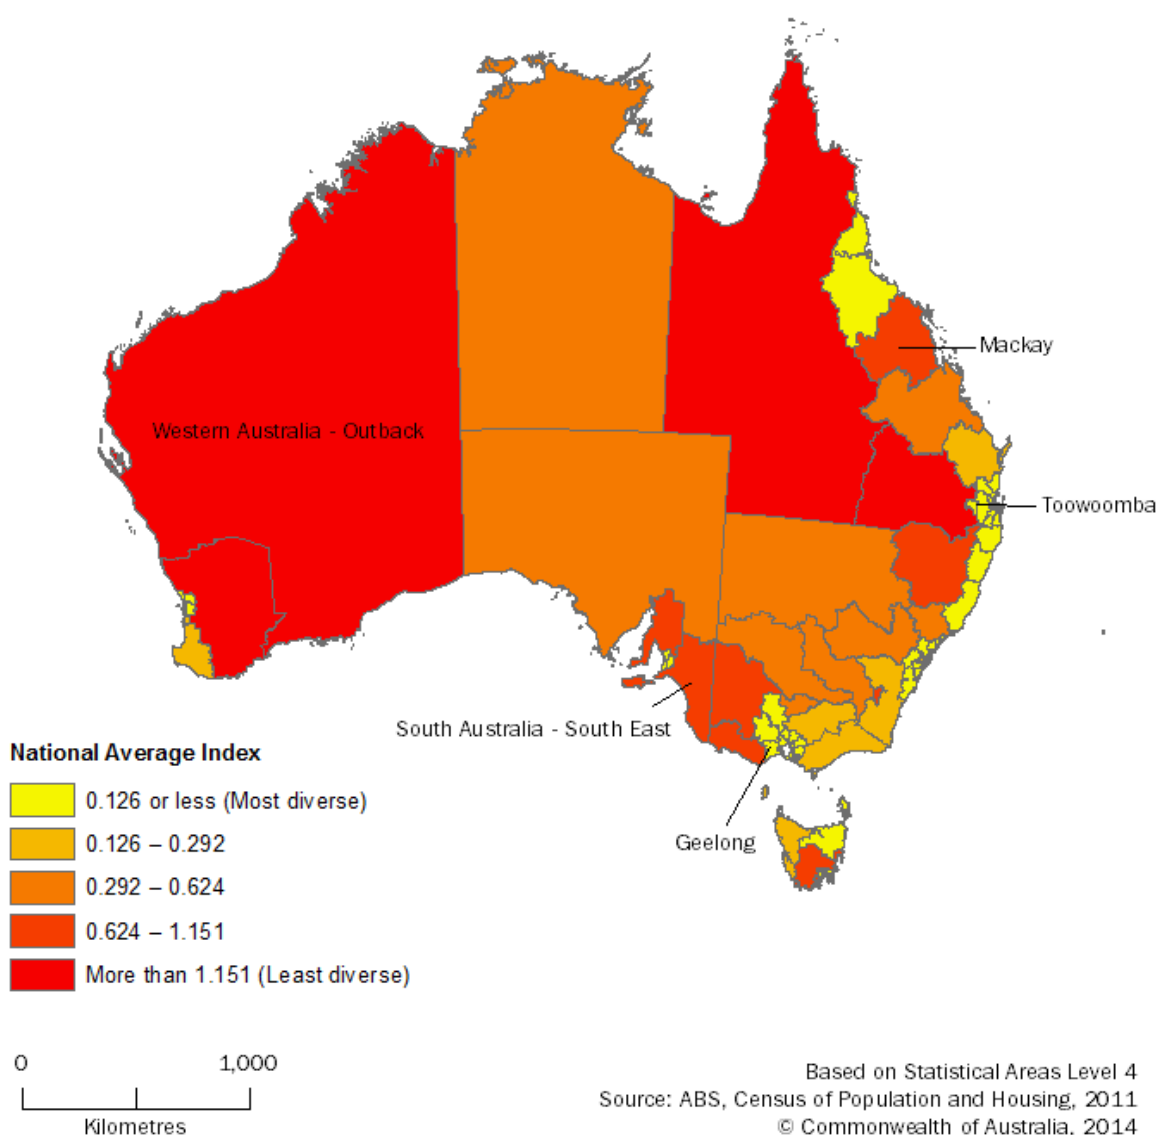 Mackay
Western Australia - Outback
Toowoomba
South Australia - South East
Geelong
National Average Index
0.126 or less (Most diverse)
0.126 – 0.292
0.292 – 0.624
0.624 – 1.151
More than 1.151 (Least diverse)
0 1,000
Kilometres
Based on Statistical Areas Level 4
Source: ABS, Census of Population and Housing, 2011
© Commonwealth of Australia, 2014